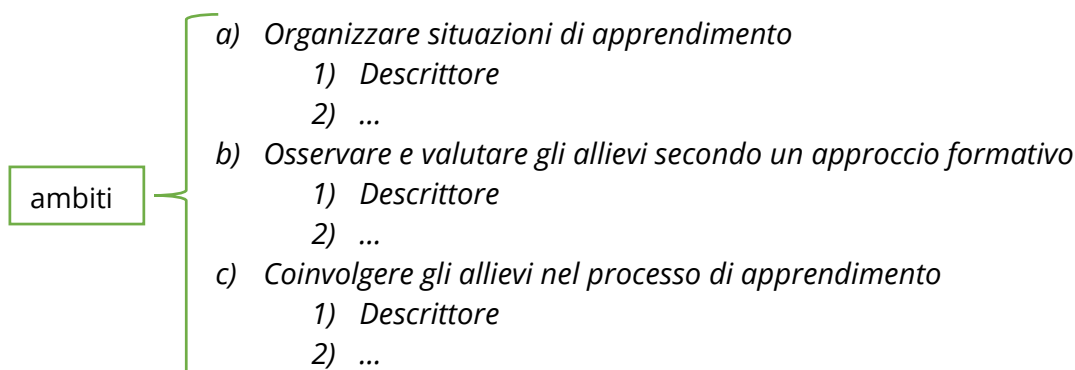 a) Organizzare situazioni di apprendimento
1) Descrittore
2) ...
b) Osservare e valutare gli allievi secondo un approccio formativo
1) Descrittore
2) ...
ambiti
c) Coinvolgere gli allievi nel processo di apprendimento
1) Descrittore
2) ...